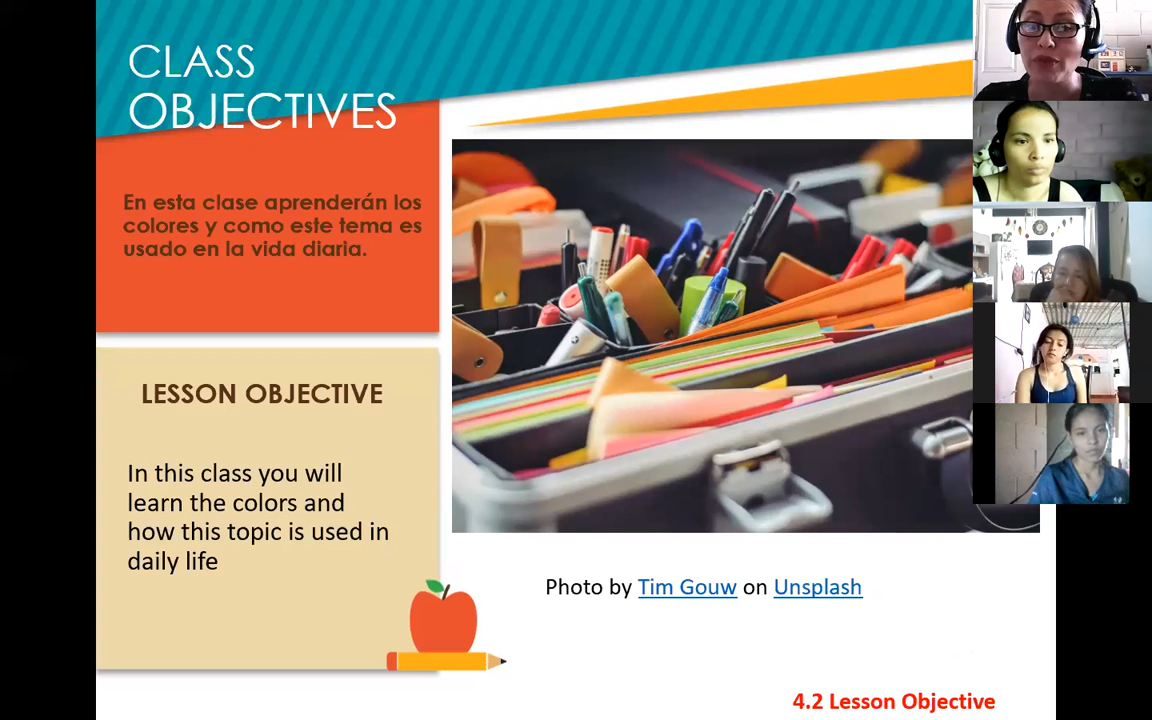 CLASS
OBJECTIVES
En esta clase aprenderán los
colores y como este tema es
usado en la vida diaria.
LESSON OBJECTIVE
In this class you will
learn the colors and
how this topic is used in
daily life
Photo by Tim Gouw on Unsplash
4.2 Lesson Objective